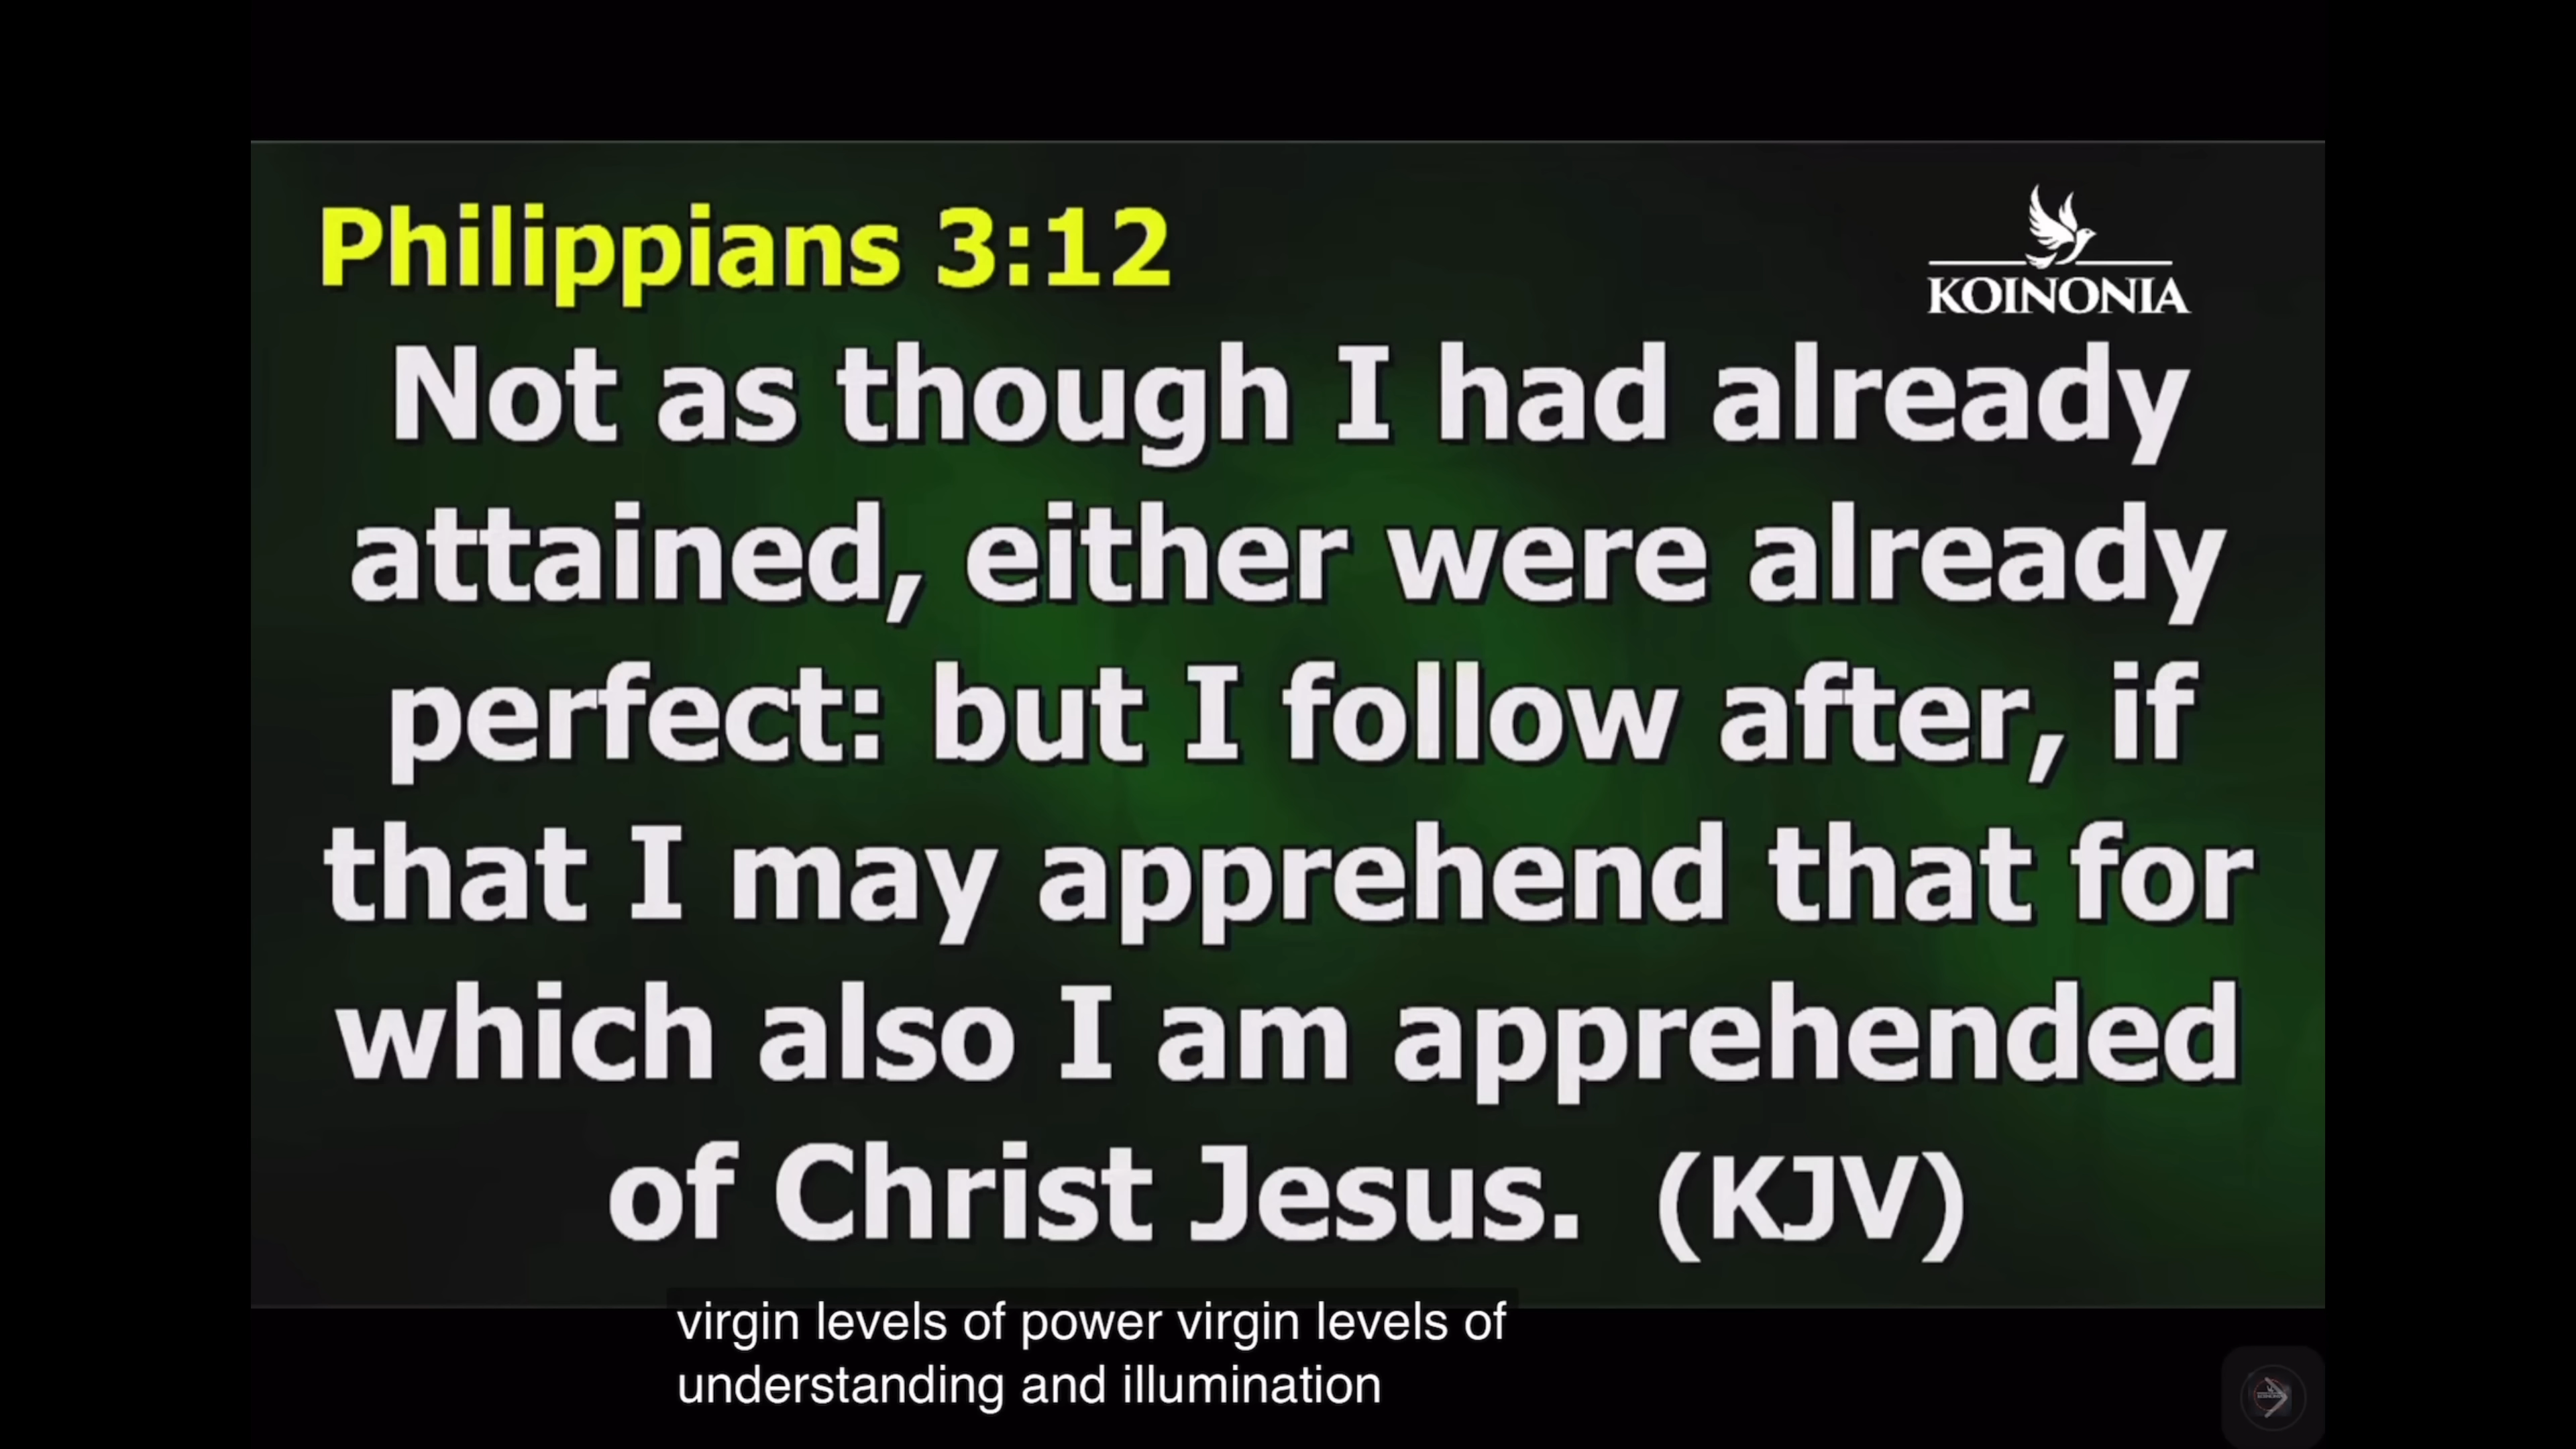 Philippians 3:12
KOINONIA
Not as though I had already
attained, either were already
perfect: but I follow after, if
that I may apprehend that for
which also I am apprehended
of Christ Jesus. (KJV)
virgin levels of power virgin levels of
understanding and illumination